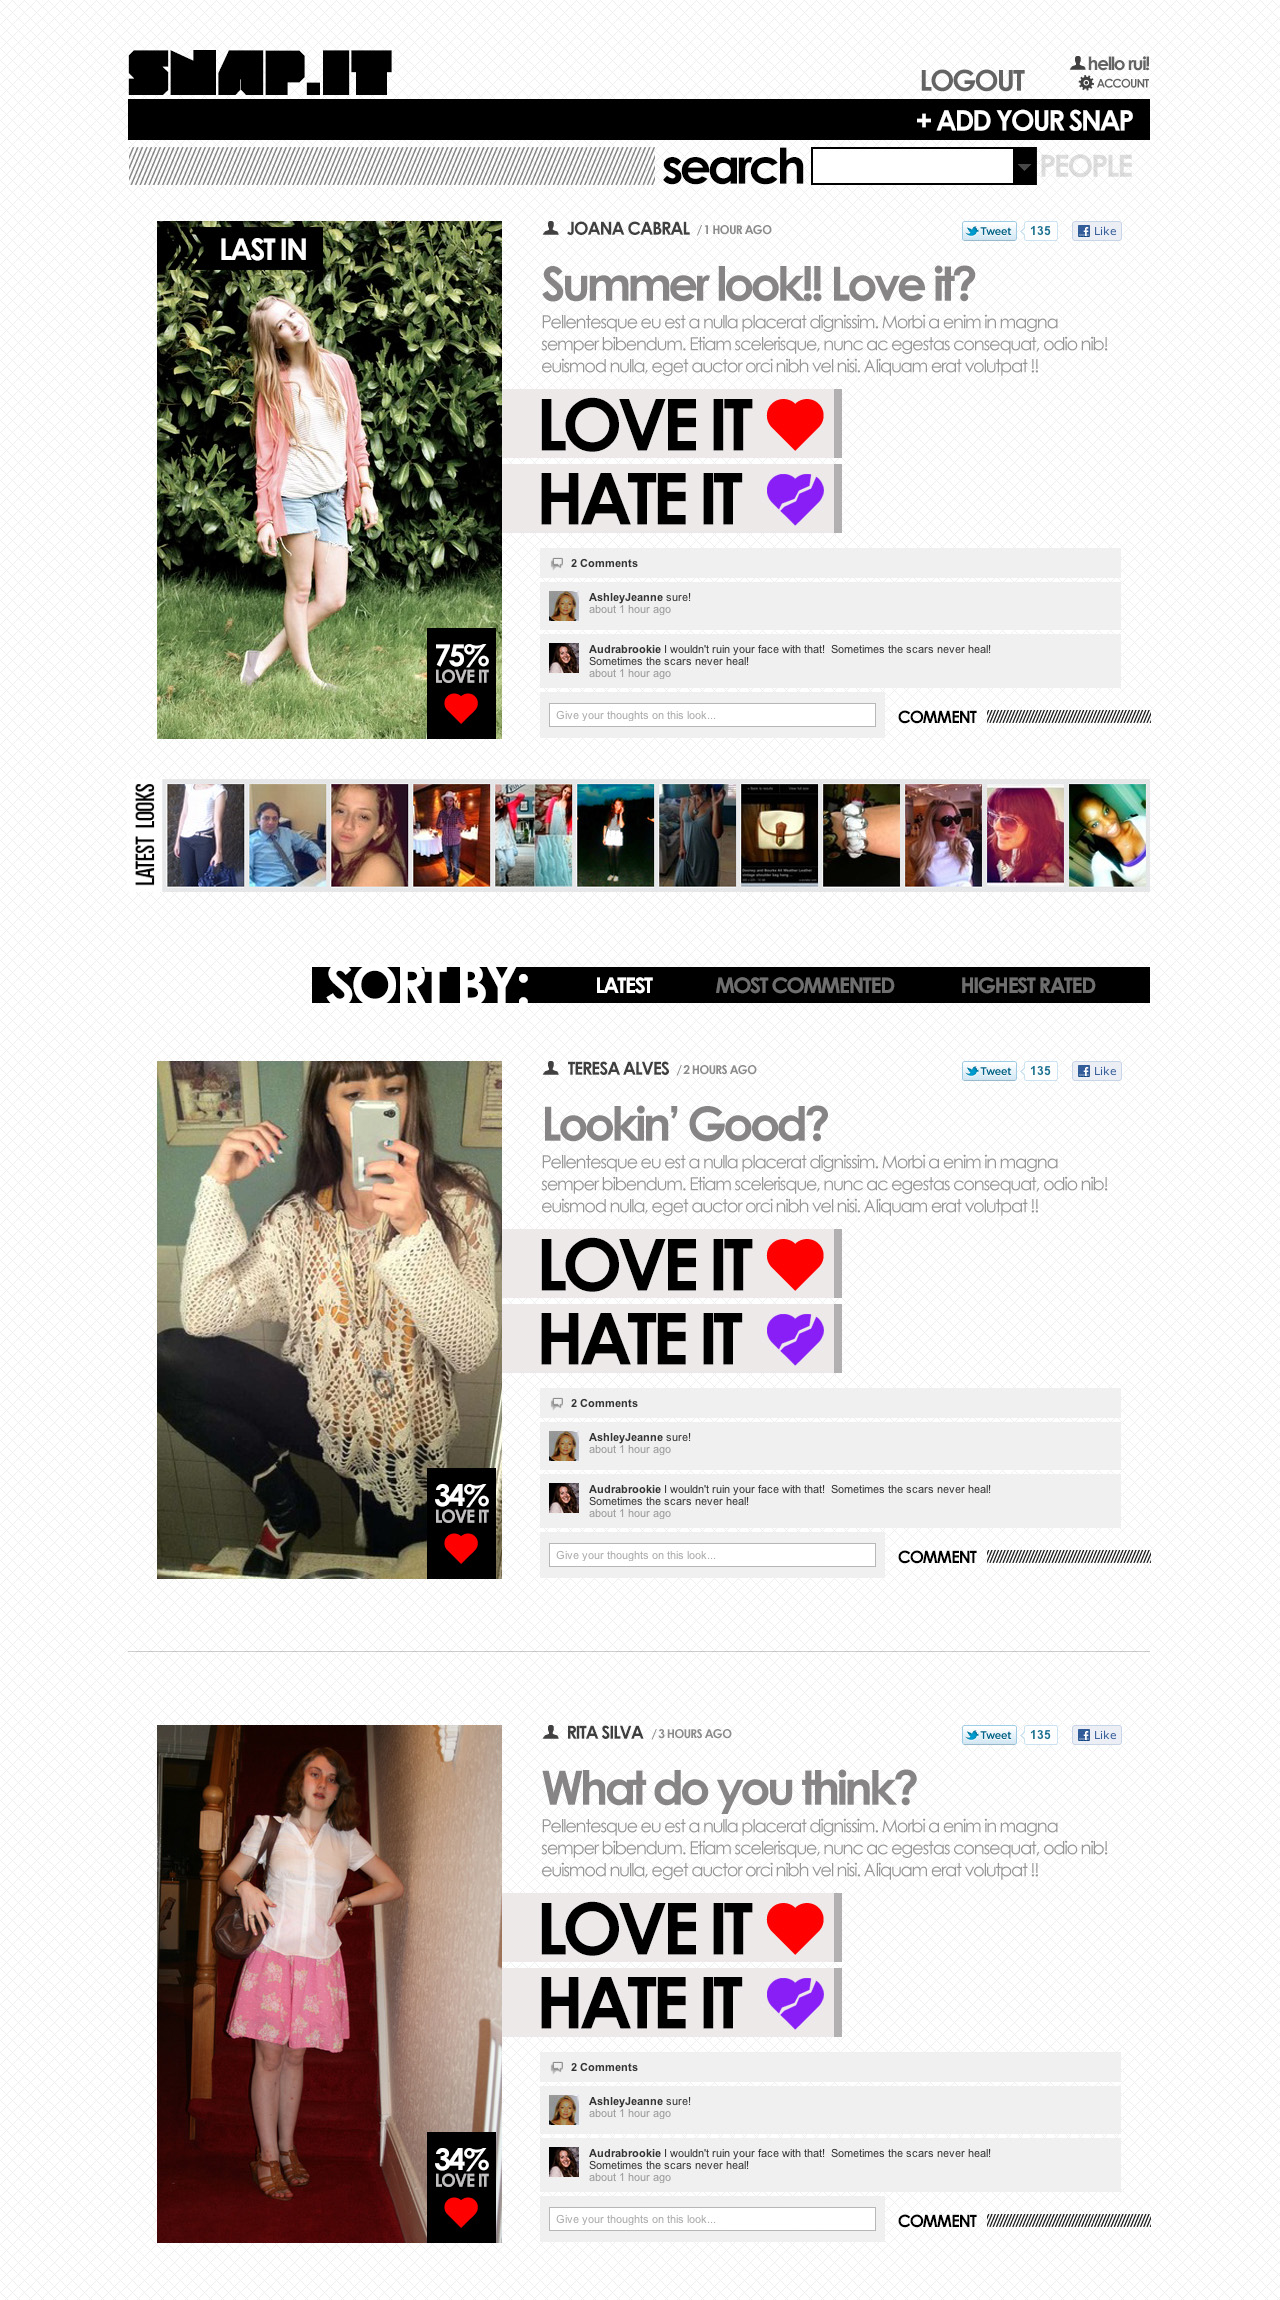 SNAP.IT
LOGOUT
hello rui!
ACCOUNT
+ ADD YOUR SNAP
search
PEOPLE
LAST IN
JOANA CABRAL / 1 HOUR AGO
Tweet 135 Like
Summer look!! Love it?
Pellentesque eu est a nulla placerat dignissim. Morbi a enim in magna
semper bibendum. Etiam scelerisque, nunc ac egestas consequat, odio nib!
euismod nulla, eget auctor orci nibh vel nisi. Aliquam erat volutpat !!
LOVE IT
HATE IT
75%
LOVE IT
2 Comments
AshleyJeanne sure!
about 1 hour ago
Audrabrookie I wouldn't ruin your face with that! Sometimes the scars never heal!
Sometimes the scars never heal!
about 1 hour ago
Give your thoughts on this look...
COMMENT
LATEST LOOKS
SORT BY:
LATEST
MOST COMMENTED
HIGHEST RATED
TERESA ALVES / 2 HOURS AGO
Tweet 135 Like
Lookin' Good?
Pellentesque eu est a nulla placerat dignissim. Morbi a enim in magna
semper bibendum. Etiam scelerisque, nunc ac egestas consequat, odio nib!
euismod nulla, eget auctor orci nibh vel nisi. Aliquam erat volutpat !!
LOVE IT
HATE IT
34%
LOVE IT
2 Comments
AshleyJeanne sure!
about 1 hour ago
Audrabrookie I wouldn't ruin your face with that! Sometimes the scars never heal!
Sometimes the scars never heal!
about 1 hour ago
Give your thoughts on this look...
COMMENT
RITA SILVA / 3 HOURS AGO
Tweet 135 Like
What do you think?
Pellentesque eu est a nulla placerat dignissim. Morbi a enim in magna
semper bibendum. Etiam scelerisque, nunc ac egestas consequat, odio nib!
euismod nulla, eget auctor orci nibh vel nisi. Aliquam erat volutpat !!
LOVE IT
HATE IT
34%
LOVE IT
2 Comments
AshleyJeanne sure!
about 1 hour ago
Audrabrookie I wouldn't ruin your face with that! Sometimes the scars never heal!
Sometimes the scars never heal!
about 1 hour ago
Give your thoughts on this look...
COMMENT